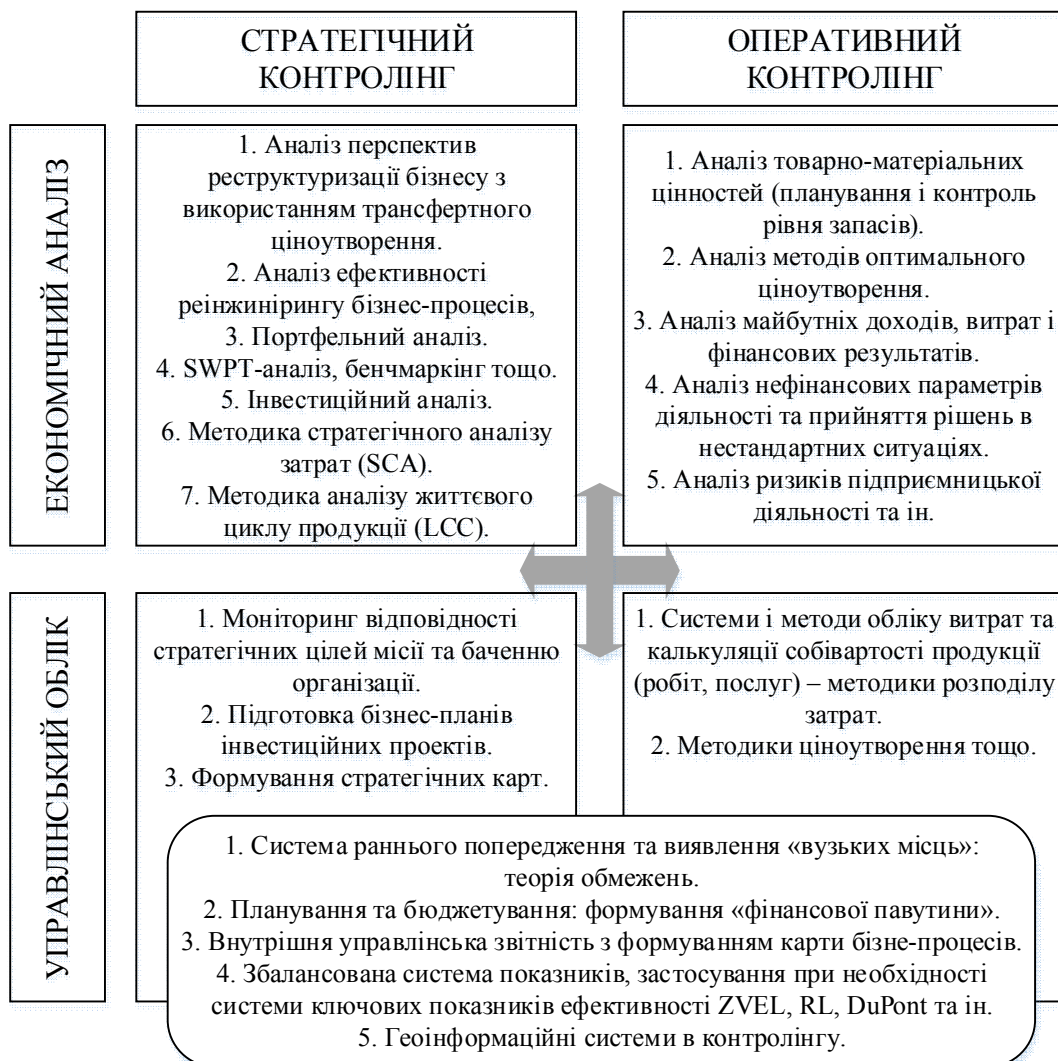 СТРАТЕГІЧНИЙ
КОНТРОЛІНГ
ОПЕРАТИВНИЙ
КОНТРОЛІНГ
ЕКОНОМІЧНИЙ АНАЛІЗ
1. Аналіз перспектив
реструктуризації бізнесу з
використанням трансфертного
ціноутворення.
2. Аналіз ефективності
реінжинірингу бізнес-процесів,
3. Портфельний аналіз.
4. SWPT-аналіз, бенчмаркінг тощо.
5. Інвестиційний аналіз.
6. Методика стратегічного аналізу
затрат (SCA).
7. Методика аналізу життєвого
циклу продукції (LCC).
1. Аналіз товарно-матеріальних
цінностей (планування і контроль
рівня запасів).
2. Аналіз методів оптимального
ціноутворення.
3. Аналіз майбутніх доходів, витрат і
фінансових результатів.
4. Аналіз нефінансових параметрів
діяльності та прийняття рішень в
нестандартних ситуаціях.
5. Аналіз ризиків підприємницької
діяльності та ін.
УПРАВЛІНСЬКИЙ ОБЛІК
1. Моніторинг відповідності
стратегічних цілей місії та баченню
організації.
2. Підготовка бізнес-планів
інвестиційних проектів.
3. Формування стратегічних карт.
1. Системи і методи обліку витрат та
калькуляції собівартості продукції
(робіт, послуг) – методики розподілу
затрат.
2. Методики ціноутворення тощо.
1. Система раннього попередження та виявлення «вузьких місць»:
теорія обмежень.
2. Планування та бюджетування: формування «фінансової павутини».
3. Внутрішня управлінська звітність з формуванням карти бізне-процесів.
4. Збалансована система показників, застосування при необхідності
системи ключових показників ефективності ZVEL, RL, DuPont та ін.
5. Геоінформаційні системи в контролінгу.